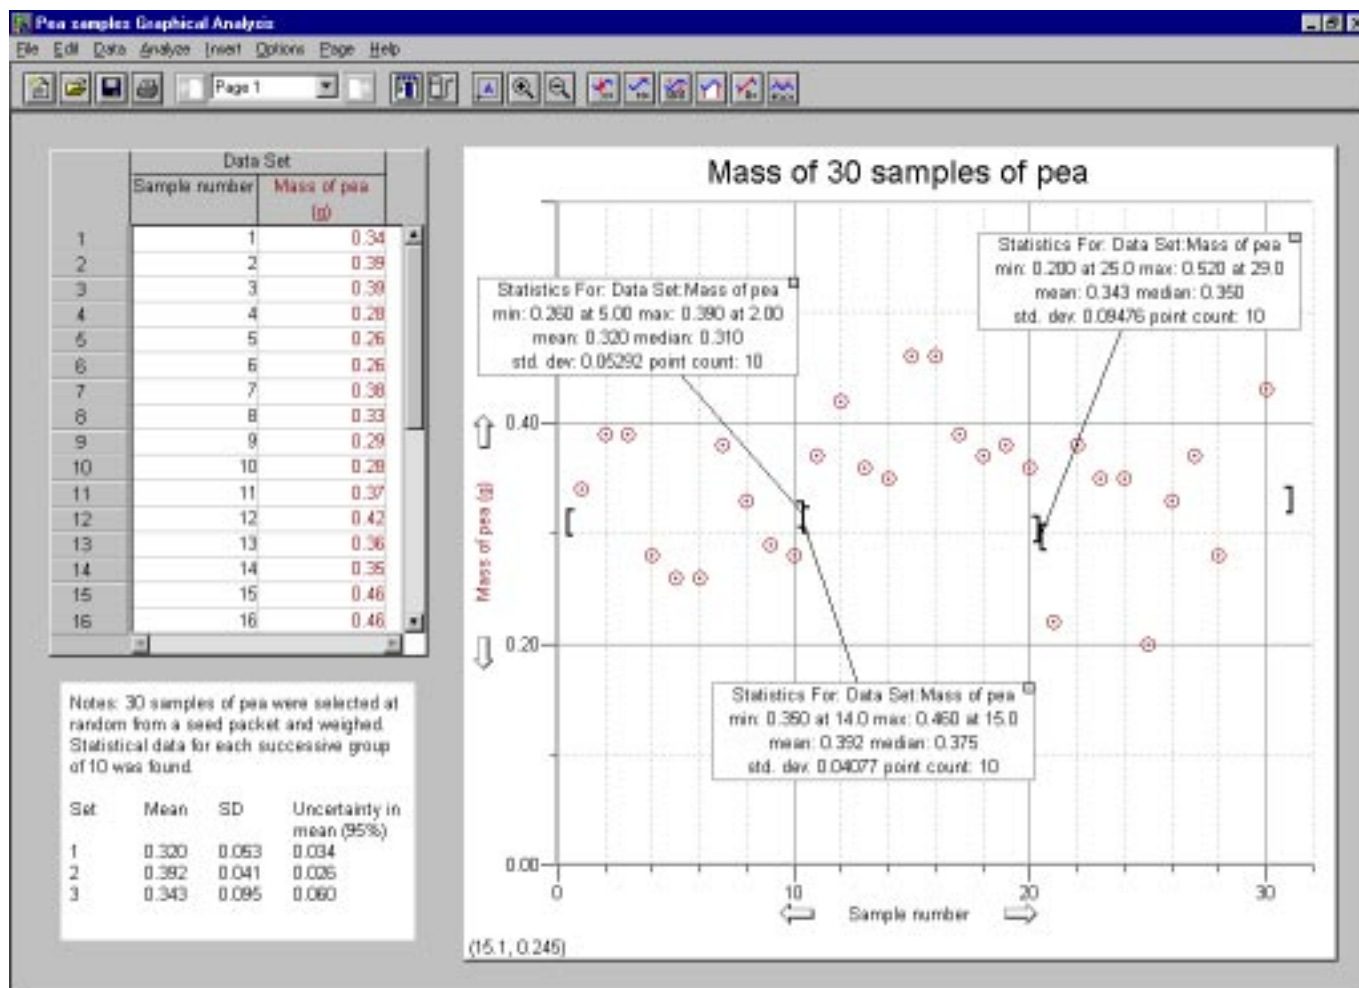 Pea samples Graphical Analysis
File Edit Data Analyze Insert Options Page Help
Page 1
Data Set
Sample number Mass of pea
(g)
1 1 0.34
2 2 0.39
3 3 0.39
4 4 0.28
5 5 0.26
6 6 0.26
7 7 0.38
8 8 0.33
9 9 0.29
10 10 0.28
11 11 0.37
12 12 0.42
13 13 0.36
14 14 0.35
15 15 0.46
16 16 0.46
Notes: 30 samples of pea were selected at
random from a seed packet and weighed.
Statistical data for each successive group
of 10 was found.
Set Mean SD Uncertainty in
mean (95%)
1 0.320 0.053 0.034
2 0.392 0.041 0.026
3 0.343 0.095 0.060
Mass of 30 samples of pea
Statistics For: Data Set:Mass of pea
min: 0.260 at 5.00 max: 0.390 at 2.00
mean: 0.320 median: 0.310
std. dev: 0.05292 point count: 10
Statistics For: Data Set:Mass of pea
min: 0.200 at 25.0 max: 0.520 at 29.0
mean: 0.343 median: 0.350
std. dev: 0.09476 point count: 10
Statistics For: Data Set:Mass of pea
min: 0.350 at 14.0 max: 0.460 at 15.0
mean: 0.392 median: 0.375
std. dev: 0.04077 point count: 10
Mass of pea (g)
0.40
0.20
0.00
0 10 20 30
Sample number
(15.1, 0.245)